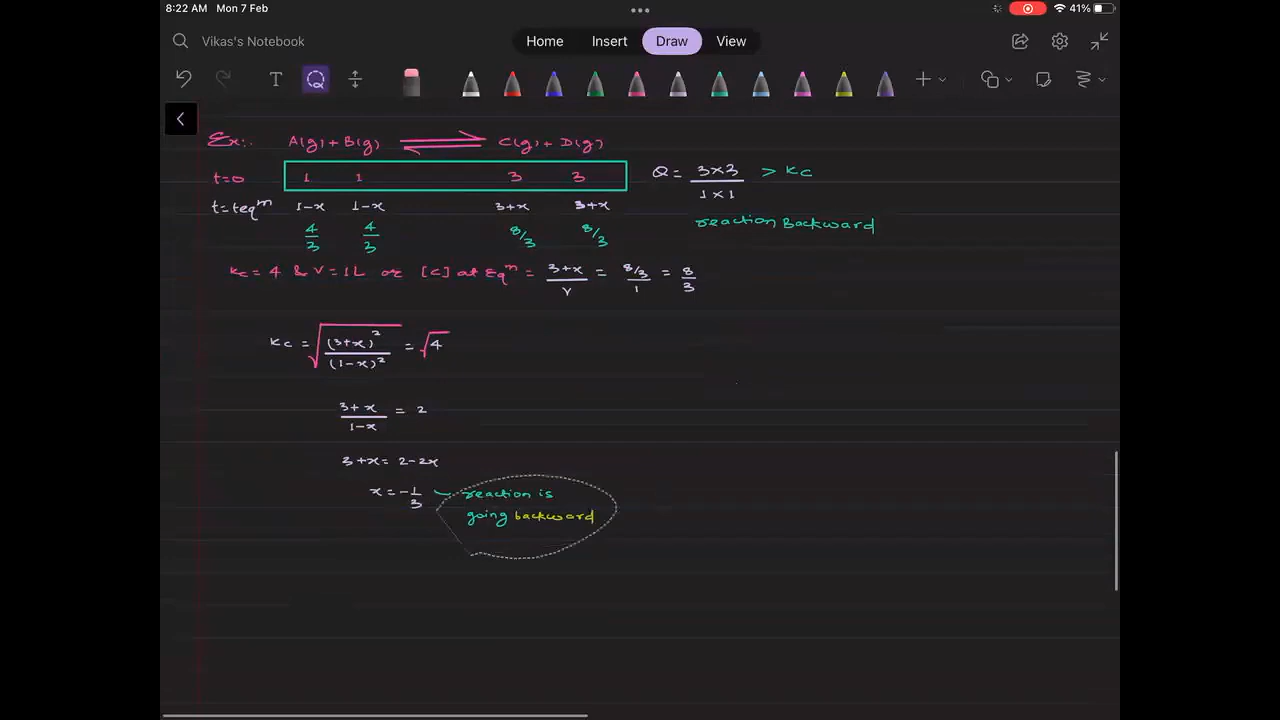 8:22 AM Mon 7 Feb
41%
Vikas's Notebook
Home Insert Draw View
Ex:. A(g) + B(g) ⇌ C(g) + D(g)
t=0 1 1 3 3
Q = 3×3 / 1×1 > Kc
t=teqᵐ 1-x 1-x 3+x 3+x
reaction Backward
4/3 4/3 8/3 8/3
Kc = 4 & V = 1L or [C] at Eqᵐ = 3+x / V = 8/3 / 1 = 8/3
Kc = √((3+x)² / (1-x)²) = √4
3+x / 1-x = 2
3+x = 2-2x
x = -1/3 reaction is
going backward